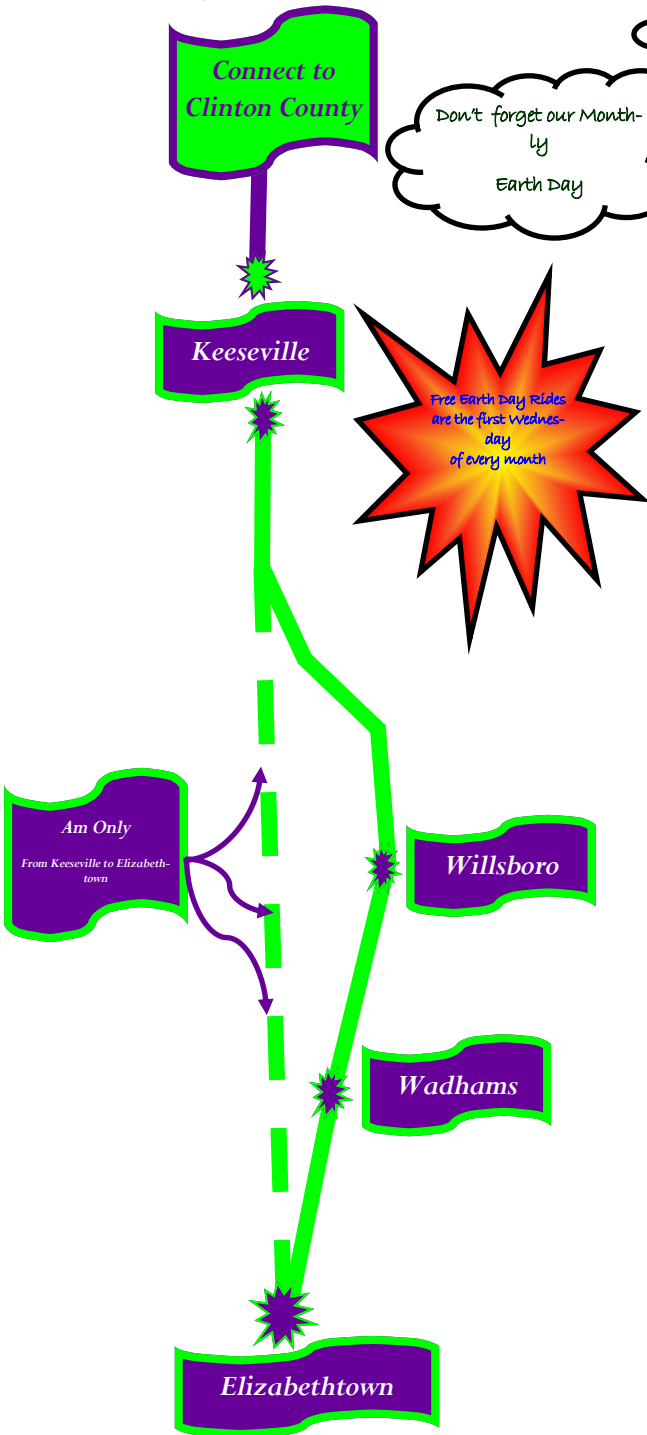 Connect to
Clinton County
Don't forget our Month-
ly
Earth Day
Keeseville
Free Earth Day Rides
are the first Wednes-
day
of every month
Am Only
From Keeseville to Elizabeth-
town
Willsboro
Wadhams
Elizabethtown